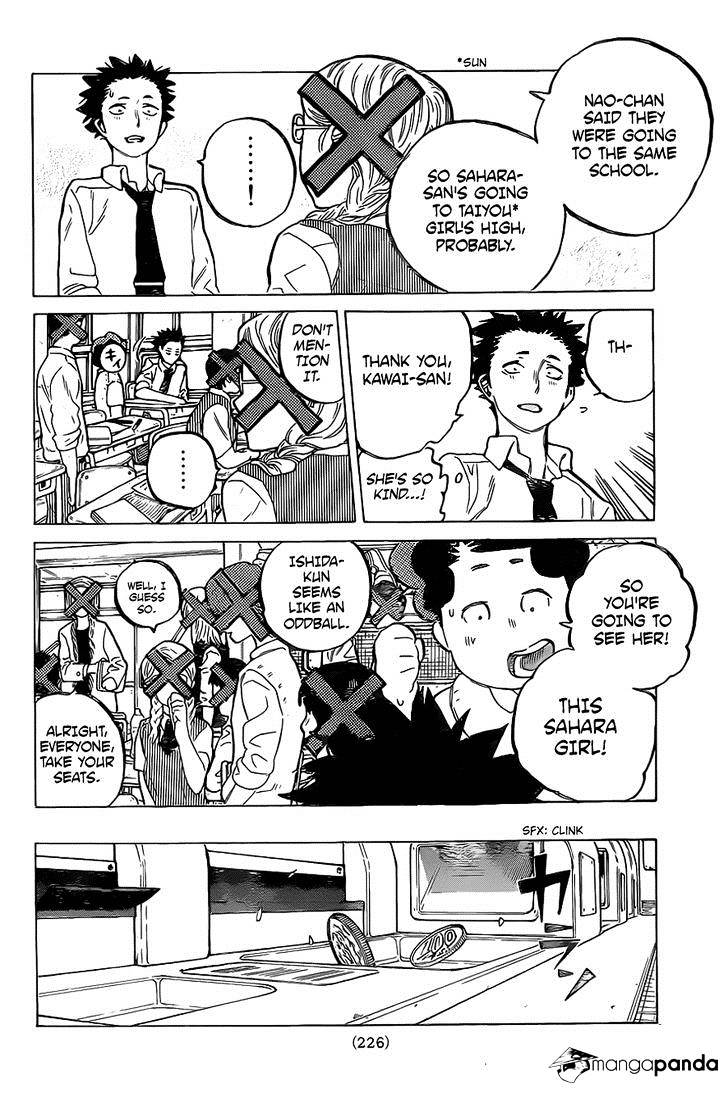 *SUN
NAO-CHAN
SAID THEY
WERE GOING
TO THE SAME
SCHOOL.
SO SAHARA-
SAN'S GOING
TO TAIYOU*
GIRL'S HIGH,
PROBABLY.
......!
TH-
THANK YOU,
KAWAI-SAN!
SHE'S SO
KIND...!
DON'T
MEN-
TION
IT.
......
SO
YOU'RE
GOING TO
SEE HER!
THIS
SAHARA
GIRL!
ISHIDA-
KUN
SEEMS
LIKE AN
ODDBALL.
WELL, I
GUESS
SO.
ALRIGHT,
EVERYONE,
TAKE YOUR
SEATS.
SFX: CLINK
カ
100
(226)
mangapanda